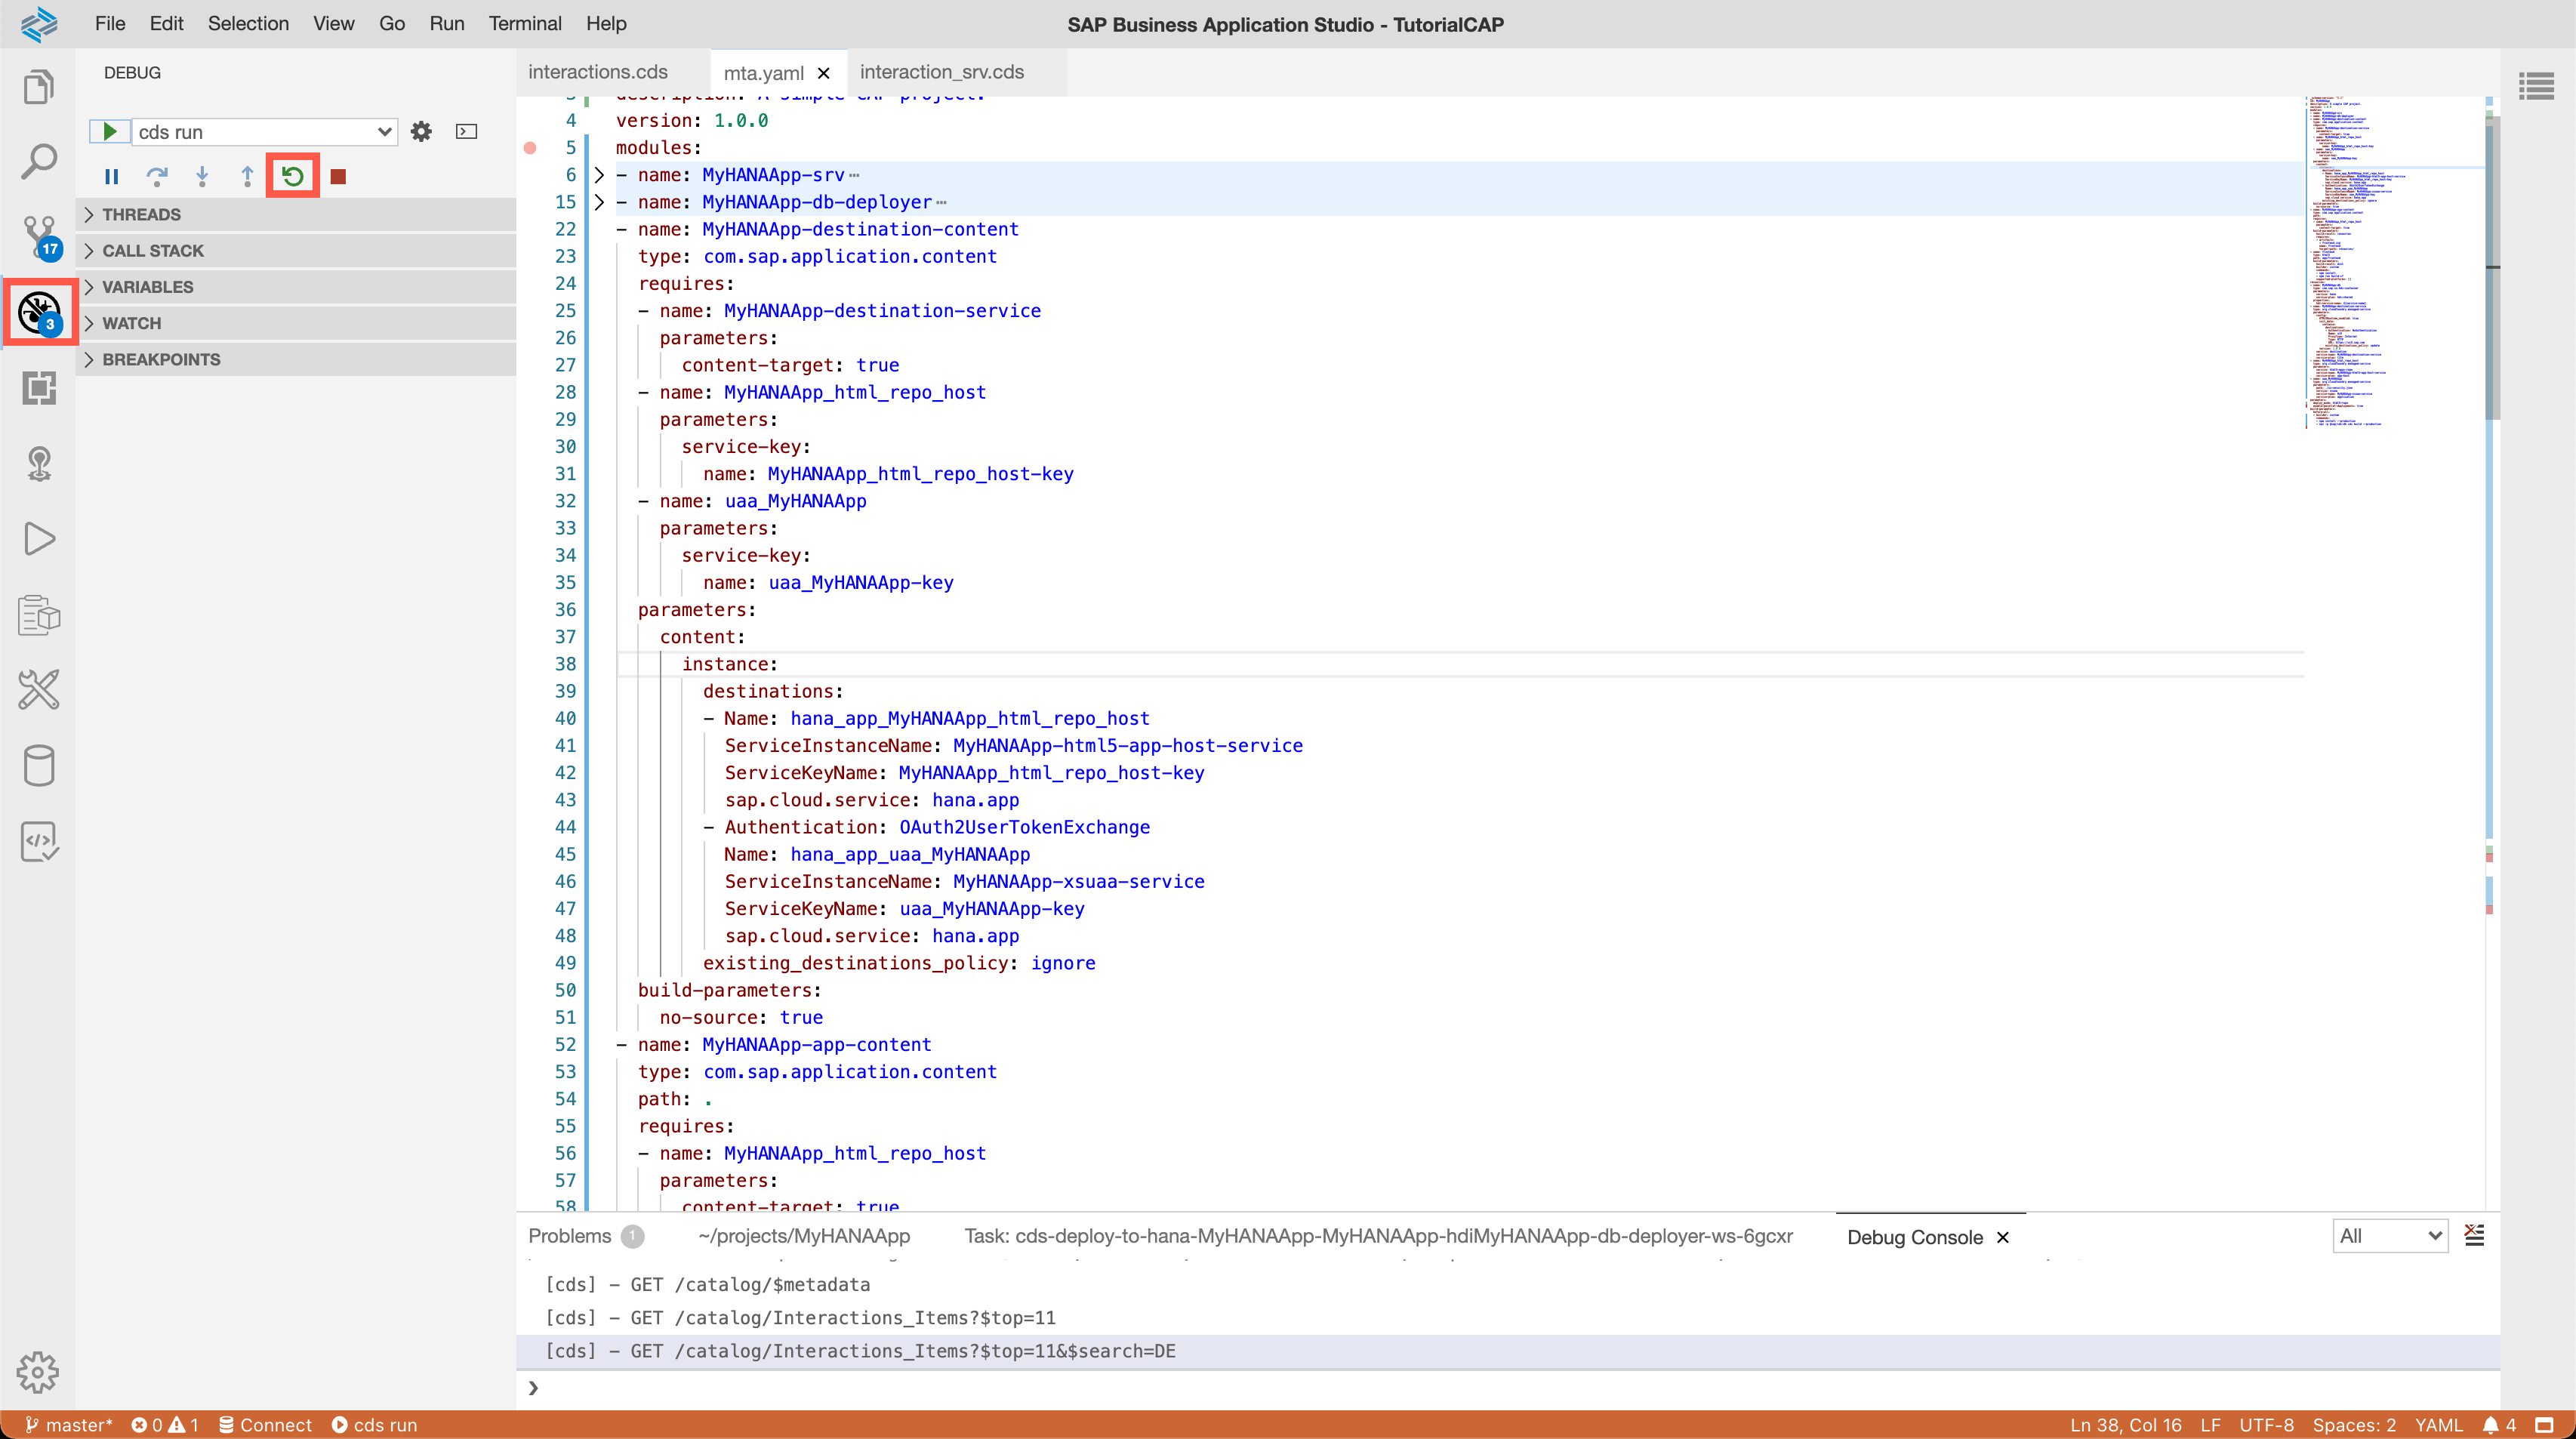 File Edit Selection View Go Run Terminal Help
SAP Business Application Studio - TutorialCAP
DEBUG
cds run
17
3
THREADS
CALL STACK
VARIABLES
WATCH
BREAKPOINTS
interactions.cds
mta.yaml
interaction_srv.cds
3 description: A simple CAP project.
4 version: 1.0.0
5 modules:
6 - name: MyHANAApp-srv ...
15 - name: MyHANAApp-db-deployer ...
22 - name: MyHANAApp-destination-content
23 type: com.sap.application.content
24 requires:
25 - name: MyHANAApp-destination-service
26 parameters:
27 content-target: true
28 - name: MyHANAApp_html_repo_host
29 parameters:
30 service-key:
31 name: MyHANAApp_html_repo_host-key
32 - name: uaa_MyHANAApp
33 parameters:
34 service-key:
35 name: uaa_MyHANAApp-key
36 parameters:
37 content:
38 instance:
39 destinations:
40 - Name: hana_app_MyHANAApp_html_repo_host
41 ServiceInstanceName: MyHANAApp-html5-app-host-service
42 ServiceKeyName: MyHANAApp_html_repo_host-key
43 sap.cloud.service: hana.app
44 - Authentication: OAuth2UserTokenExchange
45 Name: hana_app_uaa_MyHANAApp
46 ServiceInstanceName: MyHANAApp-xsuaa-service
47 ServiceKeyName: uaa_MyHANAApp-key
48 sap.cloud.service: hana.app
49 existing_destinations_policy: ignore
50 build-parameters:
51 no-source: true
52 - name: MyHANAApp-app-content
53 type: com.sap.application.content
54 path: .
55 requires:
56 - name: MyHANAApp_html_repo_host
57 parameters:
58 content-target: true
Problems 1 ~/projects/MyHANAApp Task: cds-deploy-to-hana-MyHANAApp-MyHANAApp-hdiMyHANAApp-db-deployer-ws-6gcxr Debug Console All
[cds] - GET /catalog/$metadata
[cds] - GET /catalog/Interactions_Items?$top=11
[cds] - GET /catalog/Interactions_Items?$top=11&$search=DE
master* 0 1 Connect cds run
Ln 38, Col 16 LF UTF-8 Spaces: 2 YAML 4